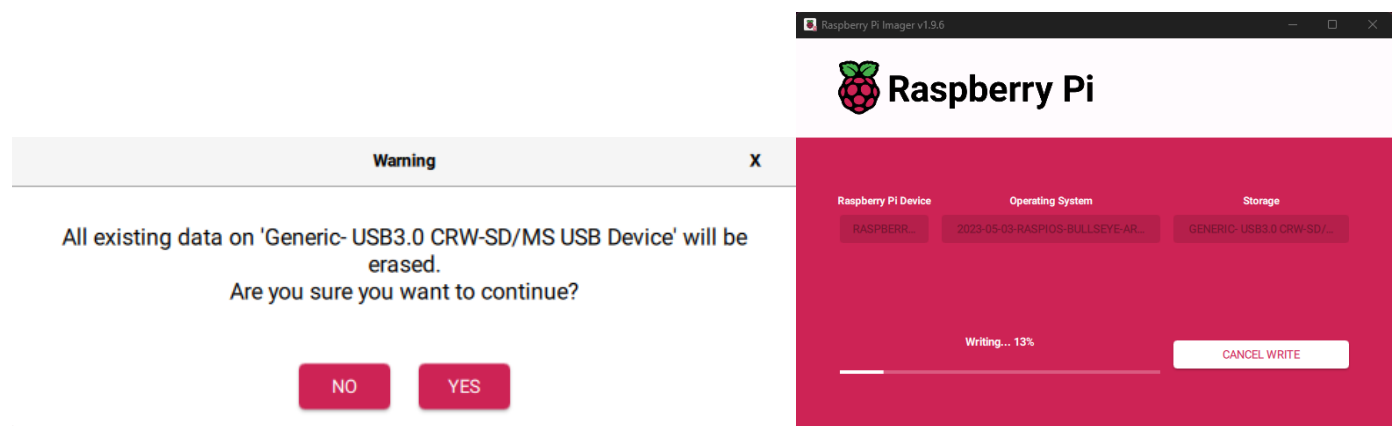 Warning
X
All existing data on 'Generic- USB3.0 CRW-SD/MS USB Device' will be
erased.
Are you sure you want to continue?
NO
YES
Raspberry Pi Imager v1.9.6
Raspberry Pi
Raspberry Pi Device
Operating System
Storage
RASPBERR...
2023-05-03-RASPIOS-BULLSEYE-AR...
GENERIC- USB3.0 CRW-SD/...
Writing... 13%
CANCEL WRITE